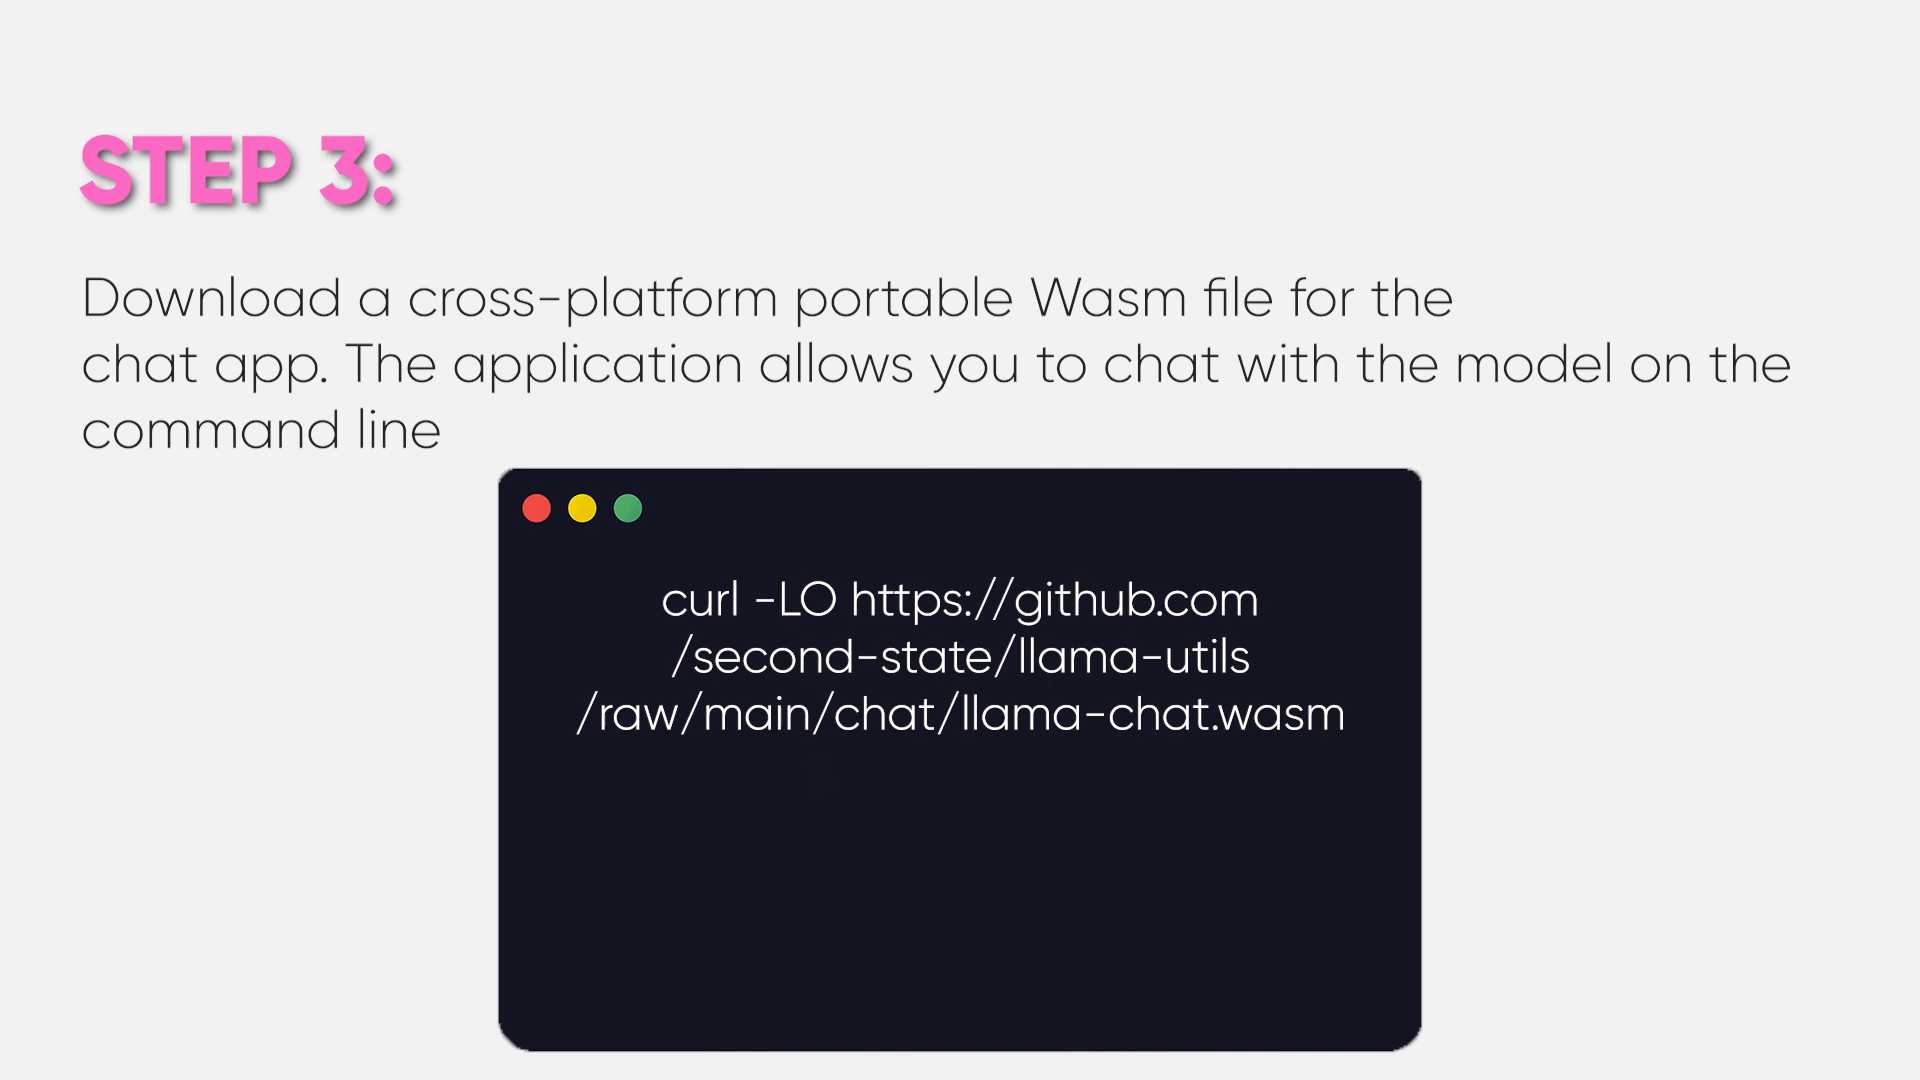 STEP 3:
Download a cross-platform portable Wasm file for the
chat app. The application allows you to chat with the model on the
command line
curl -LO https://github.com
/second-state/llama-utils
/raw/main/chat/llama-chat.wasm